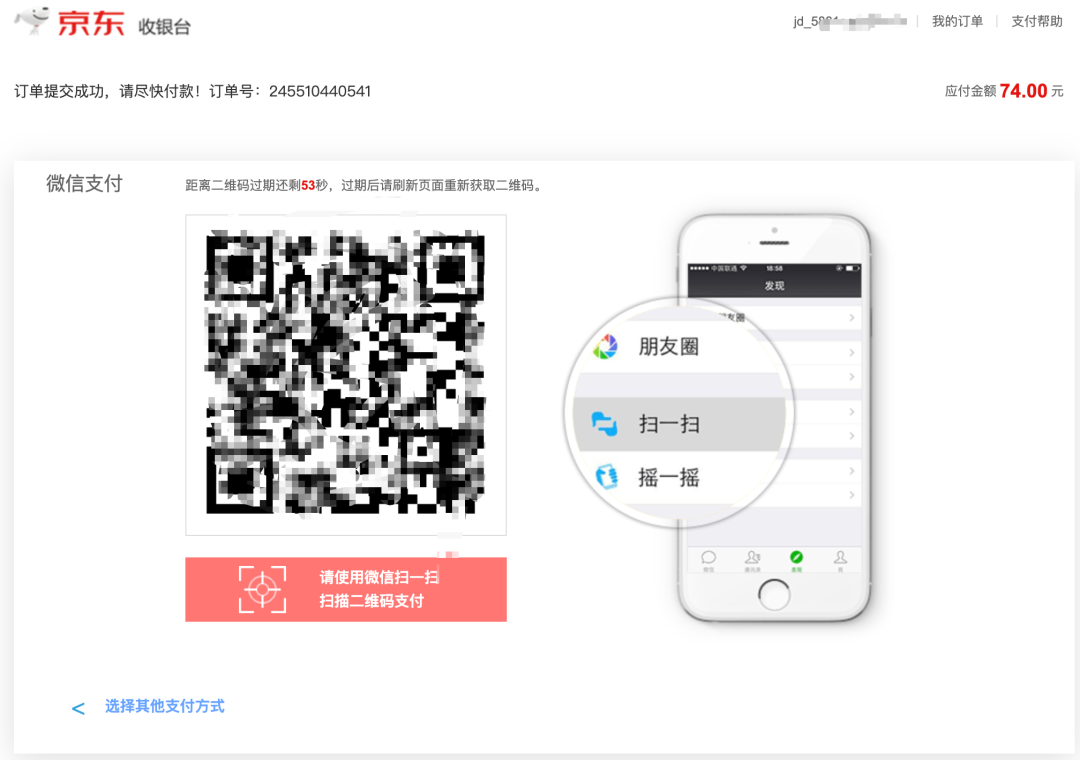 京东 收银台
我的订单 支付帮助
订单提交成功，请尽快付款！订单号：245510440541
应付金额 74.00 元
微信支付
距离二维码过期还剩53秒，过期后请刷新页面重新获取二维码。
中国联通 18:58
发现
朋友圈
扫一扫
摇一摇
请使用微信扫一扫
扫描二维码支付
< 选择其他支付方式